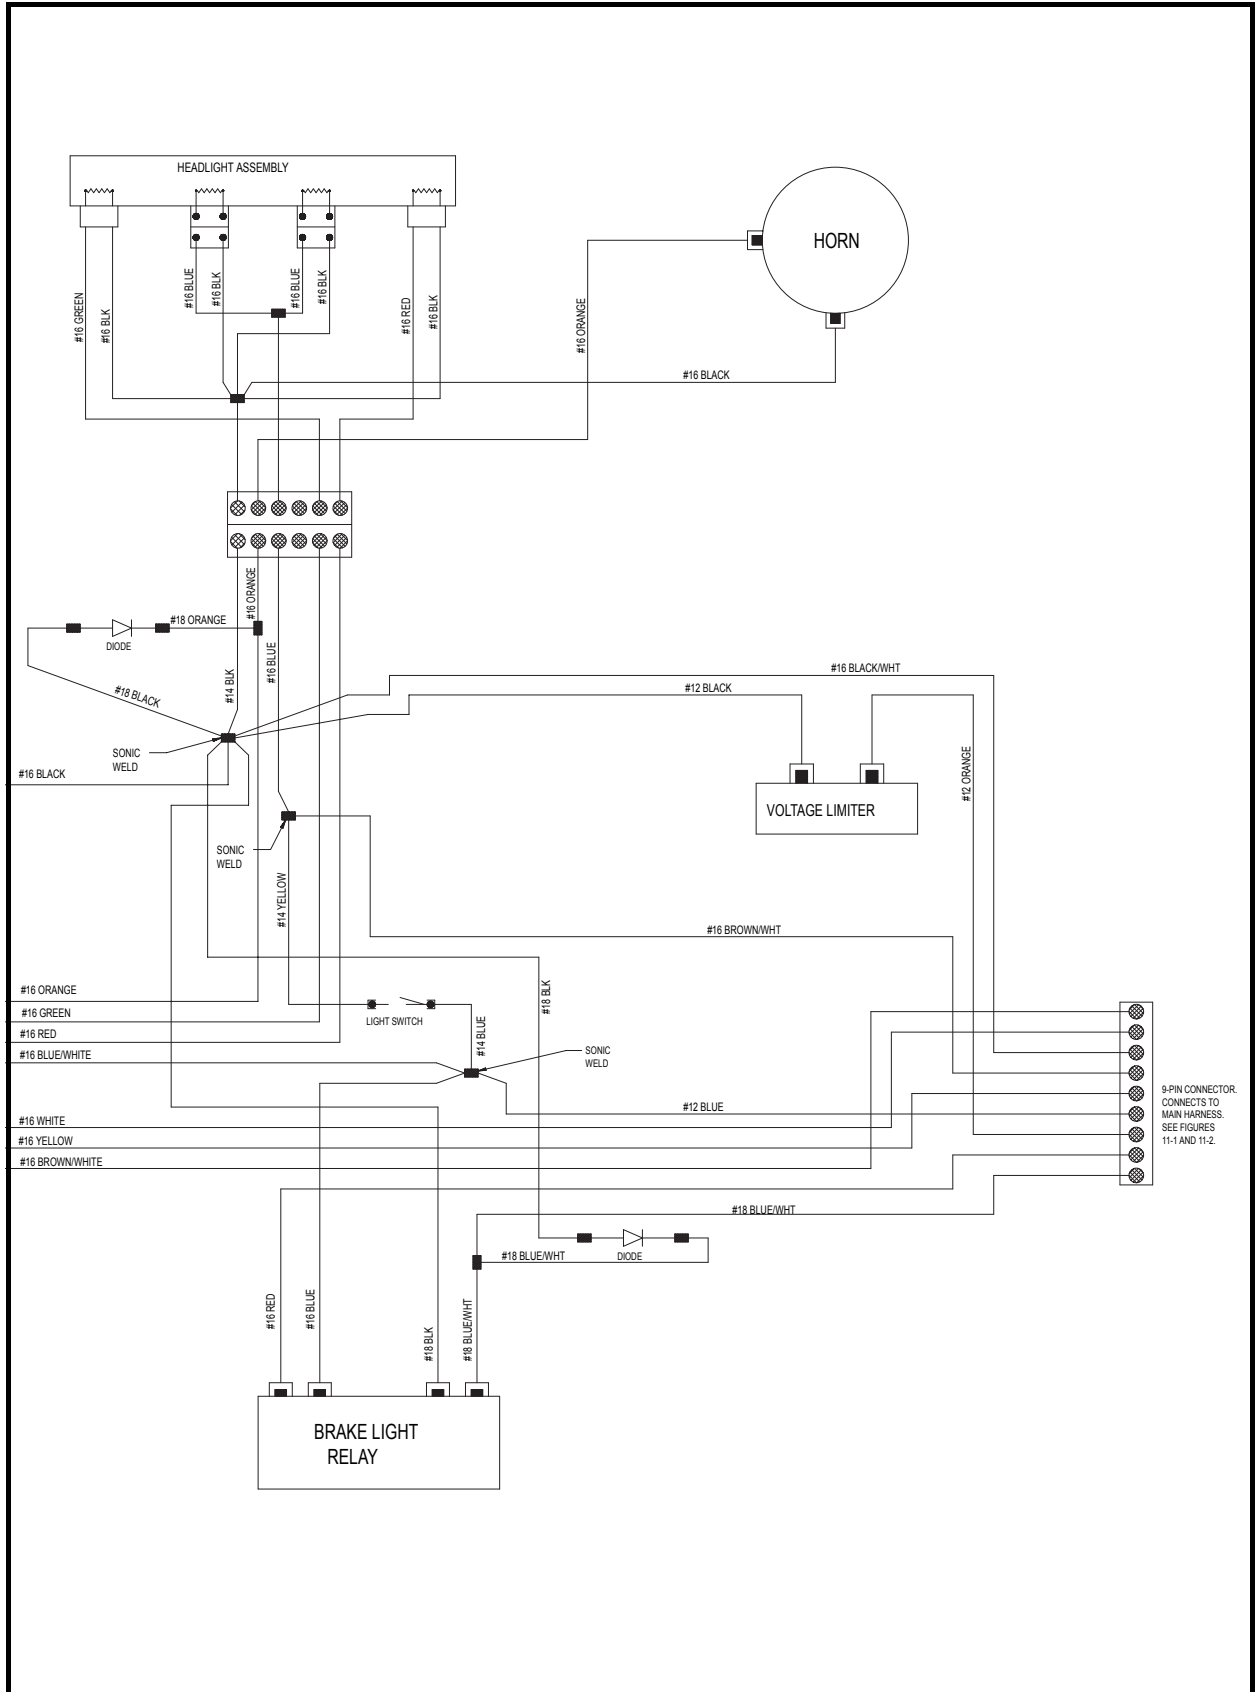 HEADLIGHT ASSEMBLY
HORN
#16 GREEN
#16 BLK
#16 BLUE
#16 BLK
#16 BLUE
#16 BLK
#16 RED
#16 BLK
#16 ORANGE
#16 BLACK
#16 ORANGE
#18 ORANGE
DIODE
#16 BLUE
#14 BLK
#18 BLACK
#16 BLACK/WHT
#12 BLACK
SONIC
WELD
#16 BLACK
#12 ORANGE
VOLTAGE LIMITER
SONIC
WELD
#14 YELLOW
#16 BROWN/WHT
#16 ORANGE
#18 BLK
#16 GREEN
LIGHT SWITCH
#16 RED
#14 BLUE
#16 BLUE/WHITE
SONIC
WELD
9-PIN CONNECTOR.
CONNECTS TO
MAIN HARNESS.
SEE FIGURES
11-1 AND 11-2.
#12 BLUE
#16 WHITE
#16 YELLOW
#16 BROWN/WHITE
#18 BLUE/WHT
#18 BLUE/WHT
DIODE
#16 RED
#16 BLUE
#18 BLK
#18 BLUE/WHT
BRAKE LIGHT
RELAY